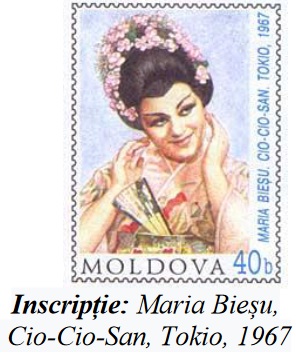 MARIA BIEȘU. CIO-CIO-SAN. TOKIO, 1967
MOLDOVA 40b
Inscripție: Maria Bieșu,
Cio-Cio-San, Tokio, 1967